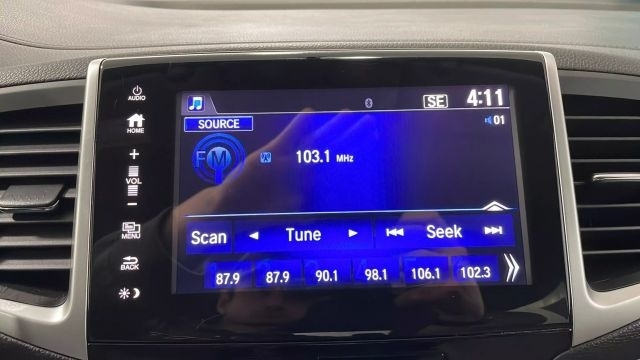 AUDIO
HOME
+
VOL
−
MENU
BACK
SE 4:11
SOURCE 01
FM 103.1 MHz
Scan Tune Seek
87.9 87.9 90.1 98.1 106.1 102.3